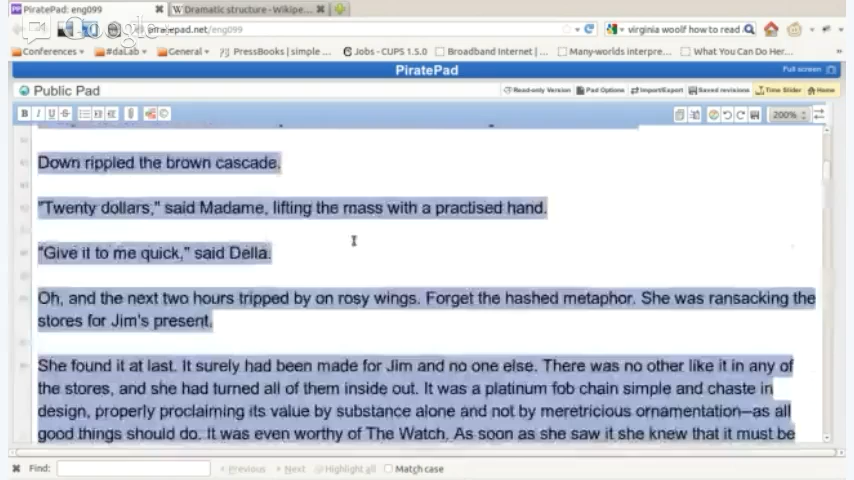 PiratePad: eng099
Dramatic structure - Wikipe...
Google
piratepad.net/eng099
virginia woolf how to read
Conferences
#daLab
General
PressBooks | simple ...
Jobs - CUPS 1.5.0
Broadband Internet |...
Many-worlds interpre...
What You Can Do Her...
PiratePad
Full screen
Public Pad
Read-only Version
Pad Options
Import/Export
Saved revisions
Time Slider
Home
B I U S
200%
Down rippled the brown cascade.
"Twenty dollars," said Madame, lifting the mass with a practised hand.
"Give it to me quick," said Della.
Oh, and the next two hours tripped by on rosy wings. Forget the hashed metaphor. She was ransacking the
stores for Jim's present.
She found it at last. It surely had been made for Jim and no one else. There was no other like it in any of
the stores, and she had turned all of them inside out. It was a platinum fob chain simple and chaste in
design, properly proclaiming its value by substance alone and not by meretricious ornamentation—as all
good things should do. It was even worthy of The Watch. As soon as she saw it she knew that it must be
Find:
Previous
Next
Highlight all
Match case